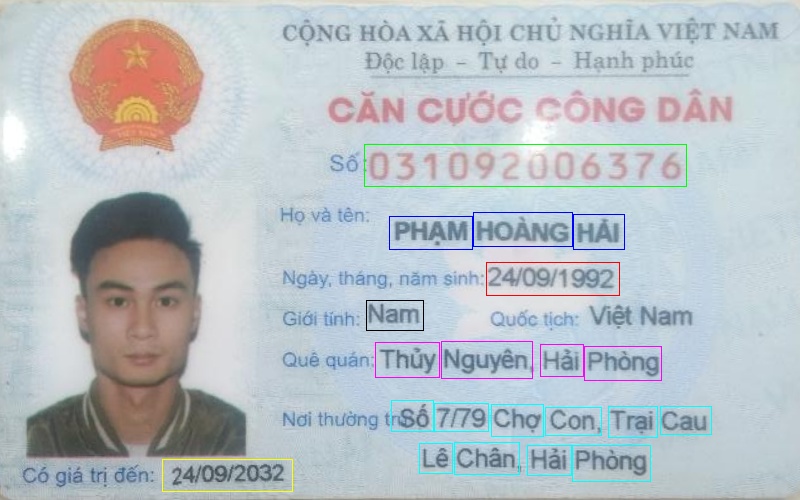 CỘNG HÒA XÃ HỘI CHỦ NGHĨA VIỆT NAM
Độc lập - Tự do - Hạnh phúc
CĂN CƯỚC CÔNG DÂN
Số: 031092006376
Họ và tên:
PHẠM HOÀNG HẢI
Ngày, tháng, năm sinh: 24/09/1992
Giới tính: Nam Quốc tịch: Việt Nam
Quê quán: Thủy Nguyên, Hải Phòng
Nơi thường trú: Số 7/79 Chợ Con, Trại Cau
Lê Chân, Hải Phòng
Có giá trị đến: 24/09/2032